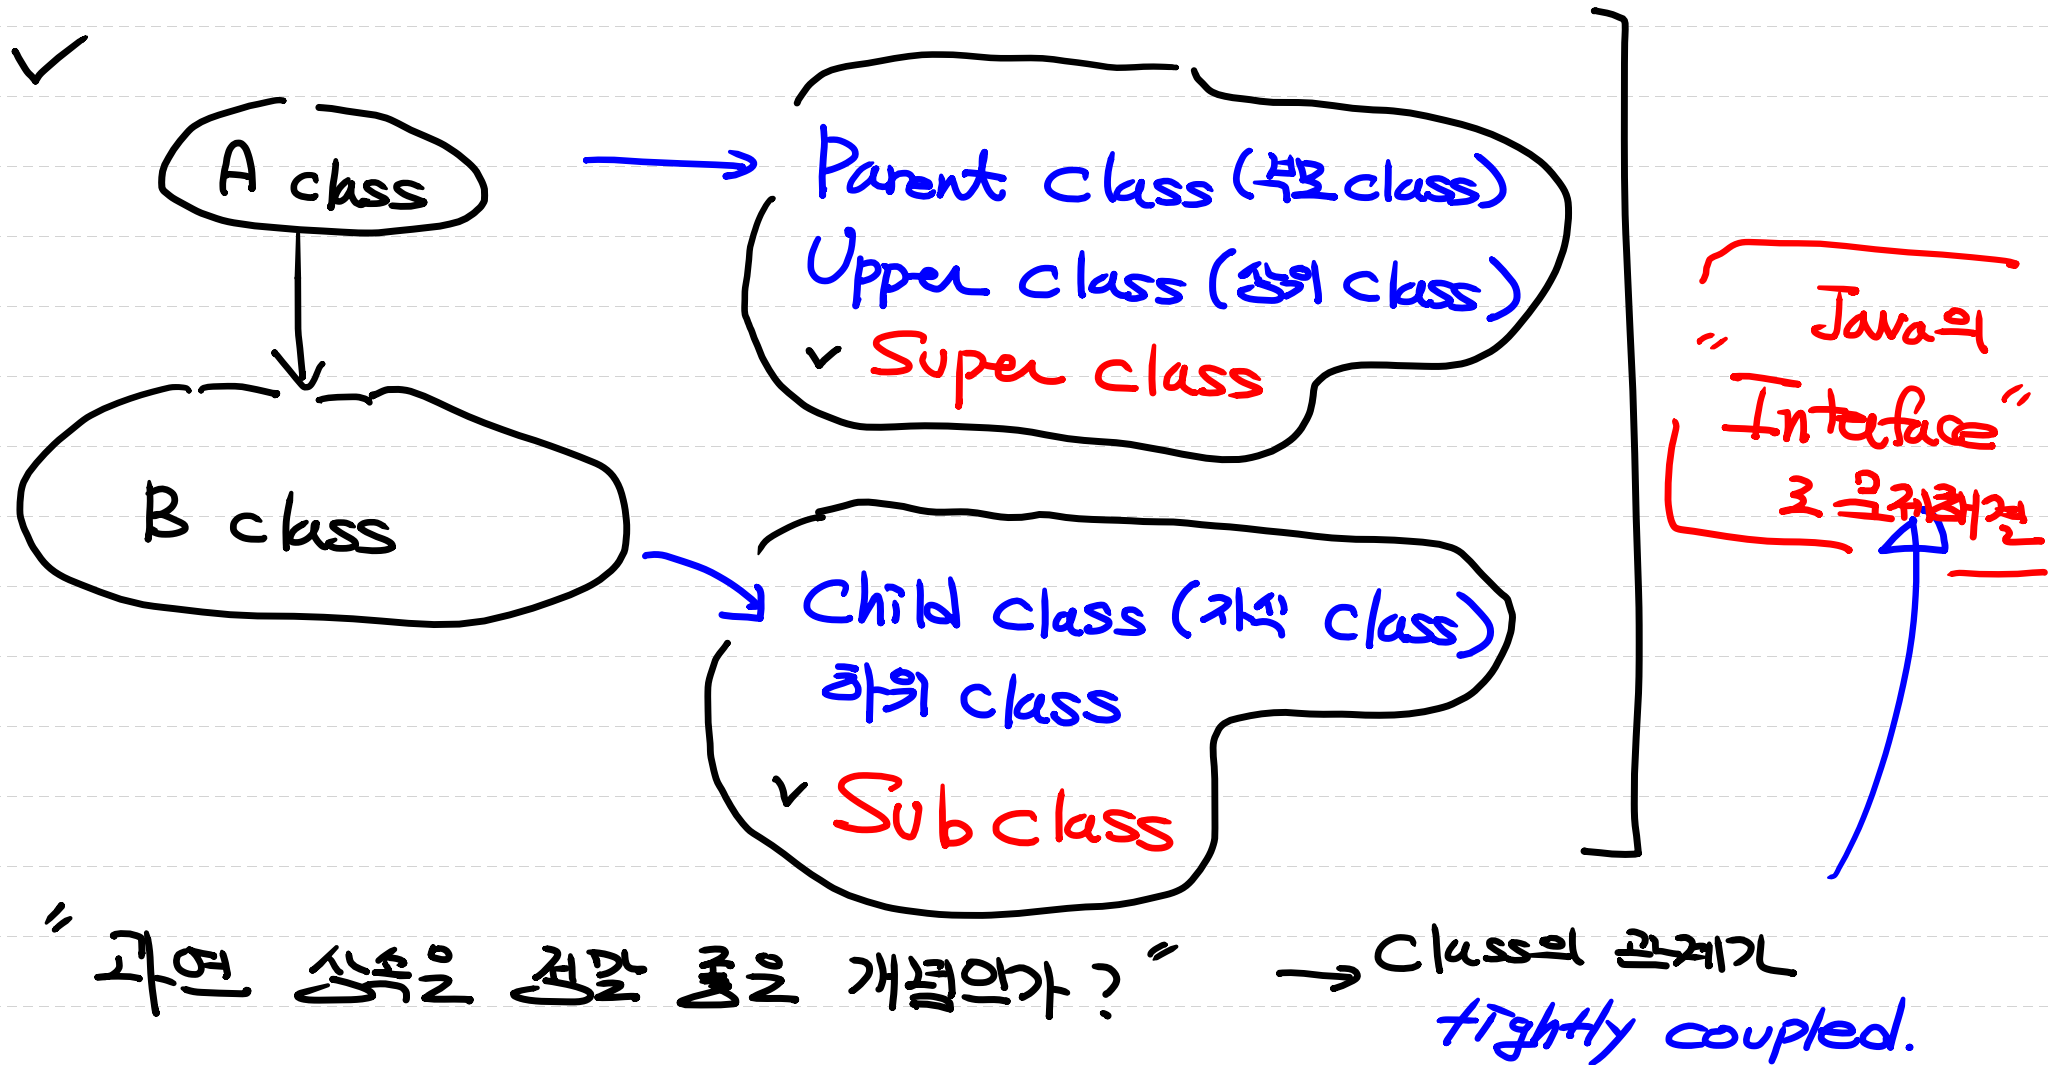 A class
Parent class (부모 class)
Upper class (상위 class)
Super class
B class
Child class (자식 class)
하위 class
Sub class
" Java의
Interface "
로 문제해결
" 과연 상속은 정말 좋은 개념인가? " → Class의 관계가
tightly coupled.